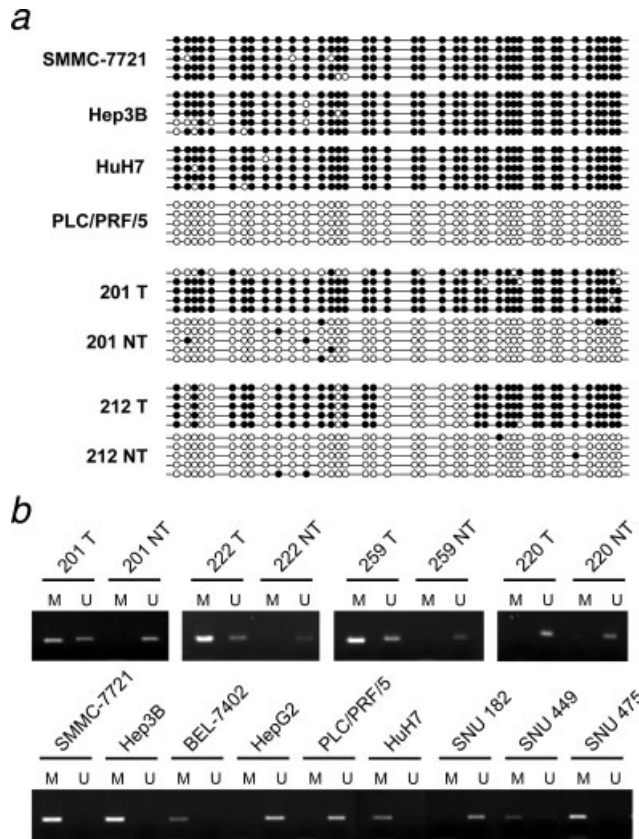 a
SMMC-7721
Hep3B
HuH7
PLC/PRF/5
201 T
201 NT
212 T
212 NT
b
201 T 201 NT 222 T 222 NT 259 T 259 NT 220 T 220 NT
M U M U M U M U M U M U M U M U
SMMC-7721 Hep3B BEL-7402 HepG2 PLC/PRF/5 HuH7 SNU 182 SNU 449 SNU 475
M U M U M U M U M U M U M U M U M U